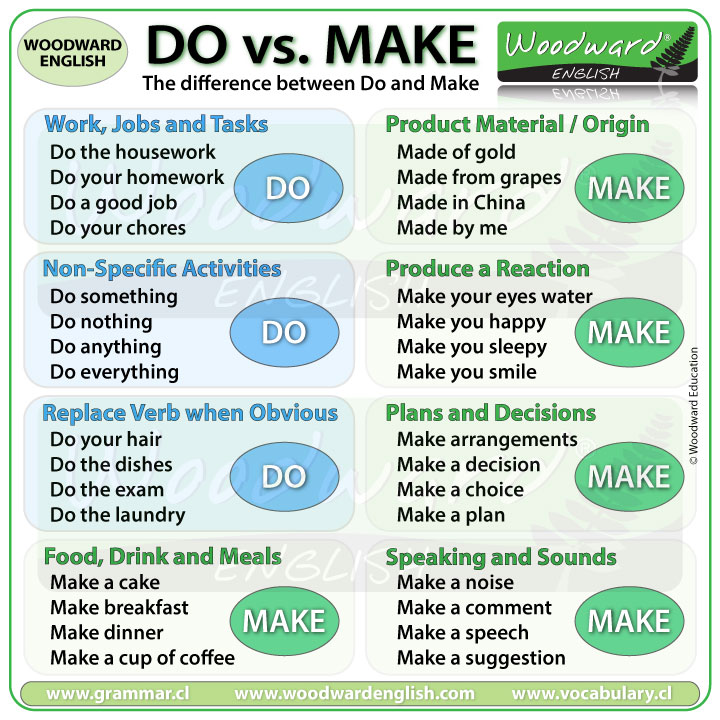 WOODWARD
ENGLISH
DO vs. MAKE
The difference between Do and Make
Woodward®
ENGLISH
Work, Jobs and Tasks
Do the housework
Do your homework
Do a good job
Do your chores
DO
Product Material / Origin
Made of gold
Made from grapes
Made in China
Made by me
MAKE
Non-Specific Activities
Do something
Do nothing
Do anything
Do everything
DO
Produce a Reaction
Make your eyes water
Make you happy
Make you sleepy
Make you smile
MAKE
Replace Verb when Obvious
Do your hair
Do the dishes
Do the exam
Do the laundry
DO
Plans and Decisions
Make arrangements
Make a decision
Make a choice
Make a plan
MAKE
Food, Drink and Meals
Make a cake
Make breakfast
Make dinner
Make a cup of coffee
MAKE
Speaking and Sounds
Make a noise
Make a comment
Make a speech
Make a suggestion
MAKE
© Woodward Education
www.grammar.cl www.woodwardenglish.com www.vocabulary.cl